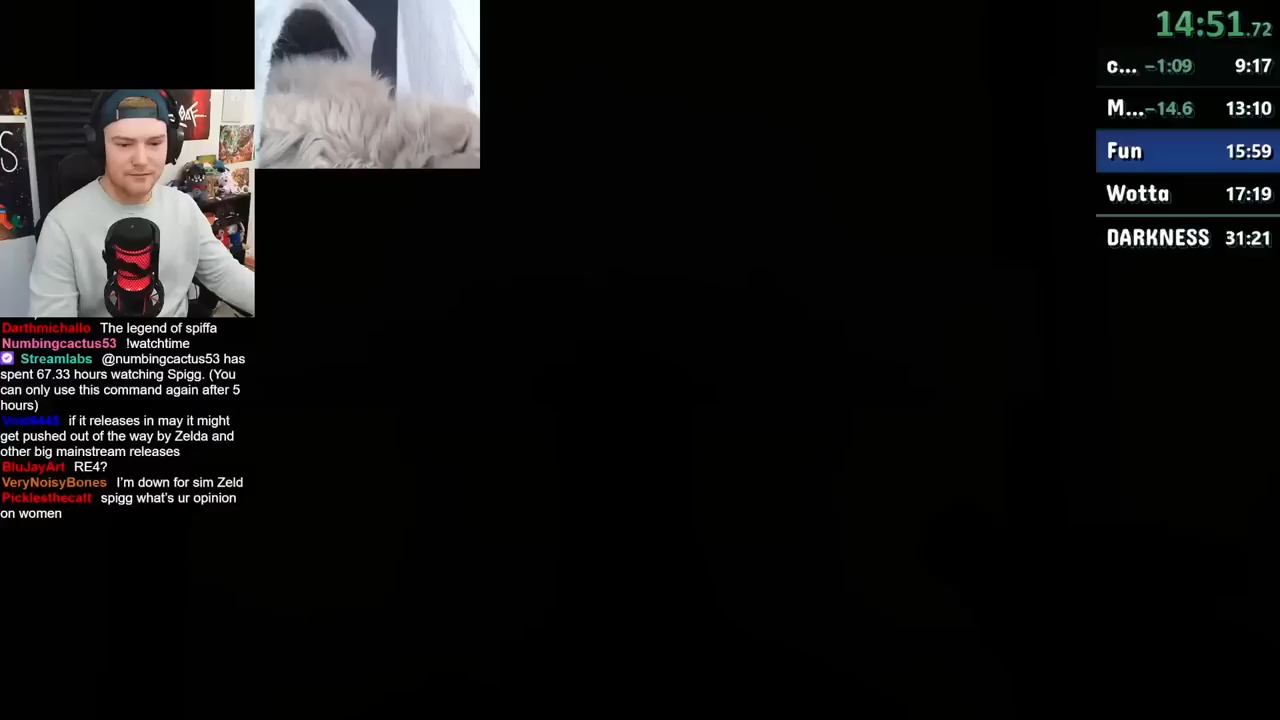 14:51.72
c... −1:09 9:17
M... −14.6 13:10
Fun 15:59
Wotta 17:19
DARKNESS 31:21
Darthmichallo The legend of spiffa
Numbingcactus53 !watchtime
Streamlabs @numbingcactus53 has
spent 67.33 hours watching Spigg. (You
can only use this command again after 5
hours)
if it releases in may it might
get pushed out of the way by Zelda and
other big mainstream releases
BluJayArt RE4?
VeryNoisyBones I'm down for sim Zeld
Picklesthecatt spigg what's ur opinion
on women